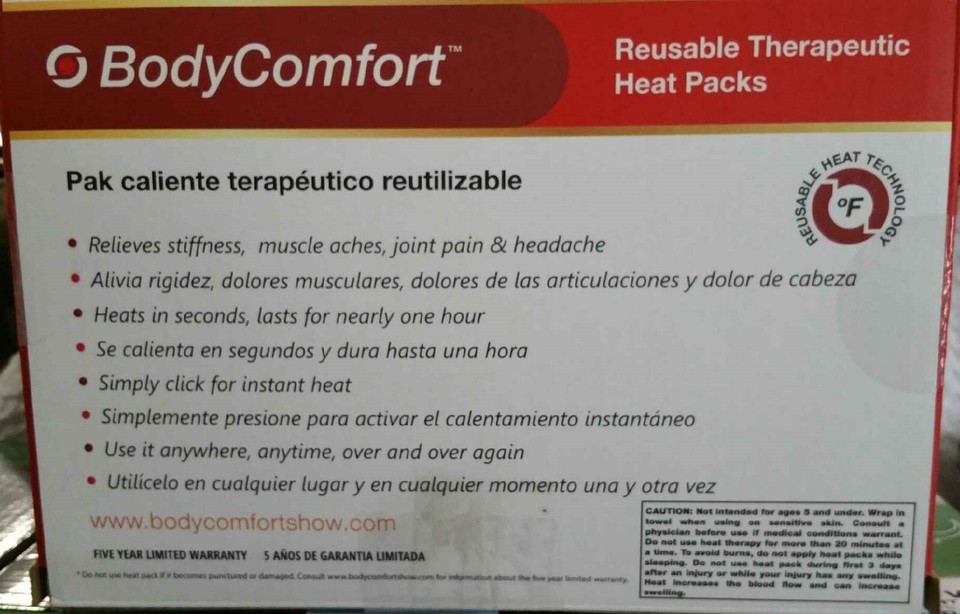 BodyComfort™
Reusable Therapeutic
Heat Packs
Pak caliente terapéutico reutilizable
REUSABLE HEAT TECHNOLOGY
°F
• Relieves stiffness, muscle aches, joint pain & headache
• Alivia rigidez, dolores musculares, dolores de las articulaciones y dolor de cabeza
• Heats in seconds, lasts for nearly one hour
• Se calienta en segundos y dura hasta una hora
• Simply click for instant heat
• Simplemente presione para activar el calentamiento instantáneo
• Use it anywhere, anytime, over and over again
• Utilícelo en cualquier lugar y en cualquier momento una y otra vez
www.bodycomfortshow.com
FIVE YEAR LIMITED WARRANTY 5 AÑOS DE GARANTIA LIMITADA
* Do not use heat pack if it becomes punctured or damaged. Consult www.bodycomfortshow.com for information about the five year limited warranty.
CAUTION: Not intended for ages 5 and under. Wrap in
towel when using on sensitive skin. Consult a
physician before use if medical conditions warrant.
Do not use heat therapy for more than 20 minutes at
a time. To avoid burns, do not apply heat packs while
sleeping. Do not use heat pack during first 3 days
after an injury or while your injury has any swelling.
Heat increases the blood flow and can increase
swelling.